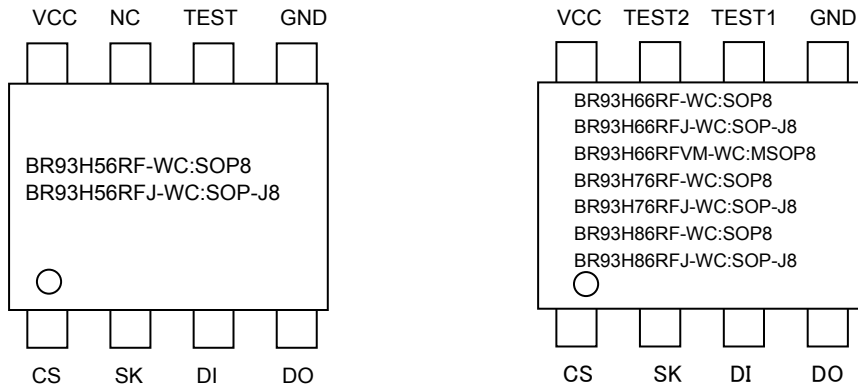 VCC NC TEST GND
BR93H56RF-WC:SOP8
BR93H56RFJ-WC:SOP-J8
CS SK DI DO
VCC TEST2 TEST1 GND
BR93H66RF-WC:SOP8
BR93H66RFJ-WC:SOP-J8
BR93H66RFVM-WC:MSOP8
BR93H76RF-WC:SOP8
BR93H76RFJ-WC:SOP-J8
BR93H86RF-WC:SOP8
BR93H86RFJ-WC:SOP-J8
CS SK DI DO